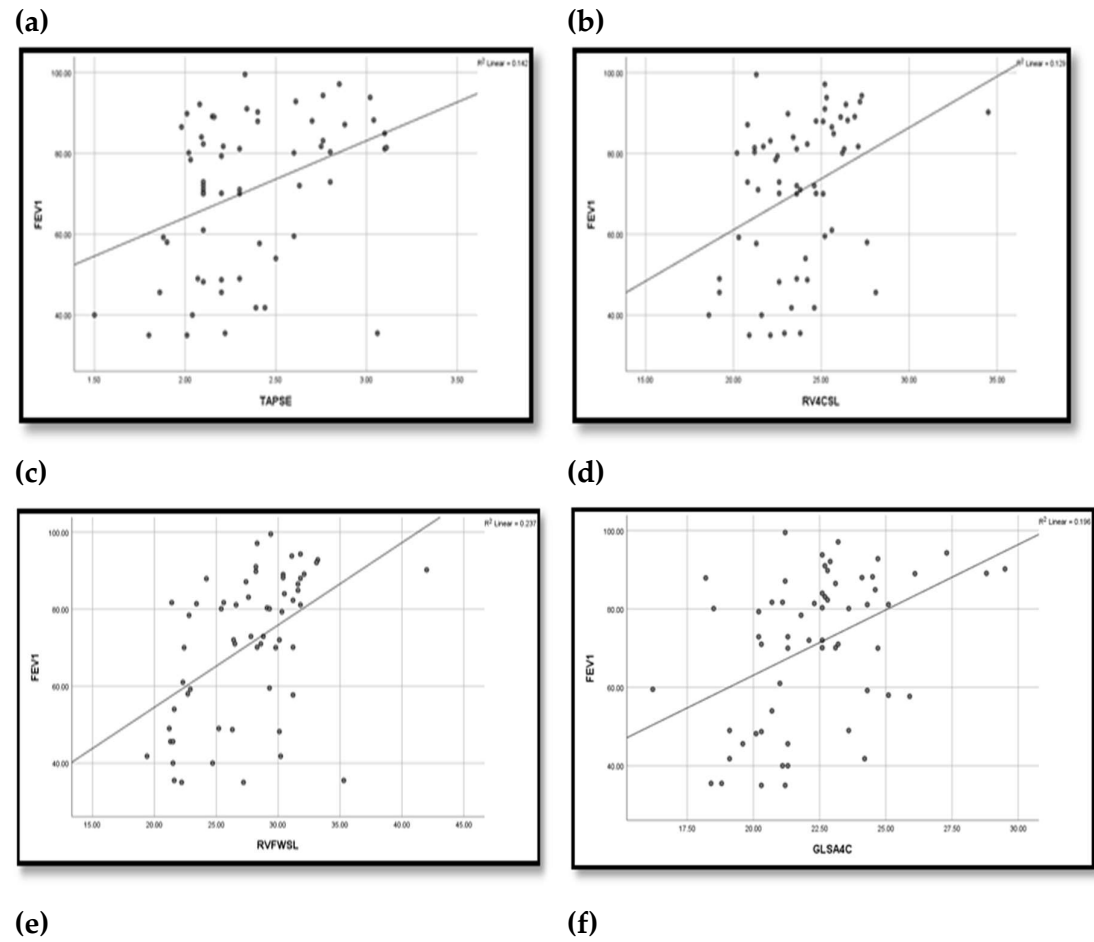 (a)
(b)
R² Linear = 0.142
100.00
80.00
60.00
40.00
FEV1
1.50
2.00
2.50
3.00
3.50
TAPSE
100.00
80.00
60.00
40.00
FEV1
15.00
20.00
25.00
30.00
35.00
RV4CSL
(c)
(d)
R² Linear = 0.237
100.00
80.00
60.00
40.00
FEV1
15.00
20.00
25.00
30.00
35.00
40.00
45.00
RVFWSL
R² Linear = 0.196
100.00
80.00
60.00
40.00
FEV1
17.50
20.00
22.50
25.00
27.50
30.00
GLSA4C
(e)
(f)